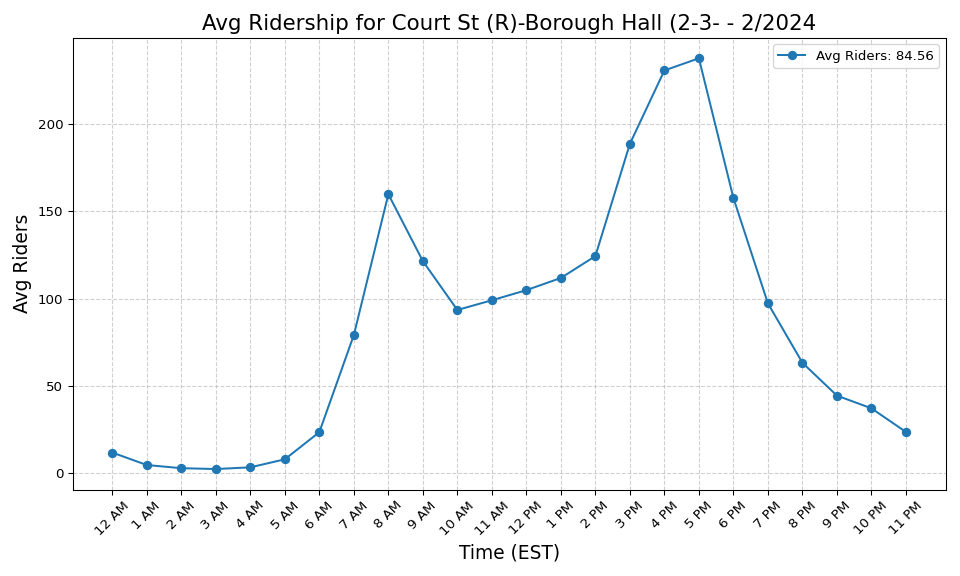 Avg Ridership for Court St (R)-Borough Hall (2-3- - 2/2024
Avg Riders: 84.56
Avg Riders
200
150
100
50
0
12 AM 1 AM 2 AM 3 AM 4 AM 5 AM 6 AM 7 AM 8 AM 9 AM 10 AM 11 AM 12 PM 1 PM 2 PM 3 PM 4 PM 5 PM 6 PM 7 PM 8 PM 9 PM 10 PM 11 PM
Time (EST)